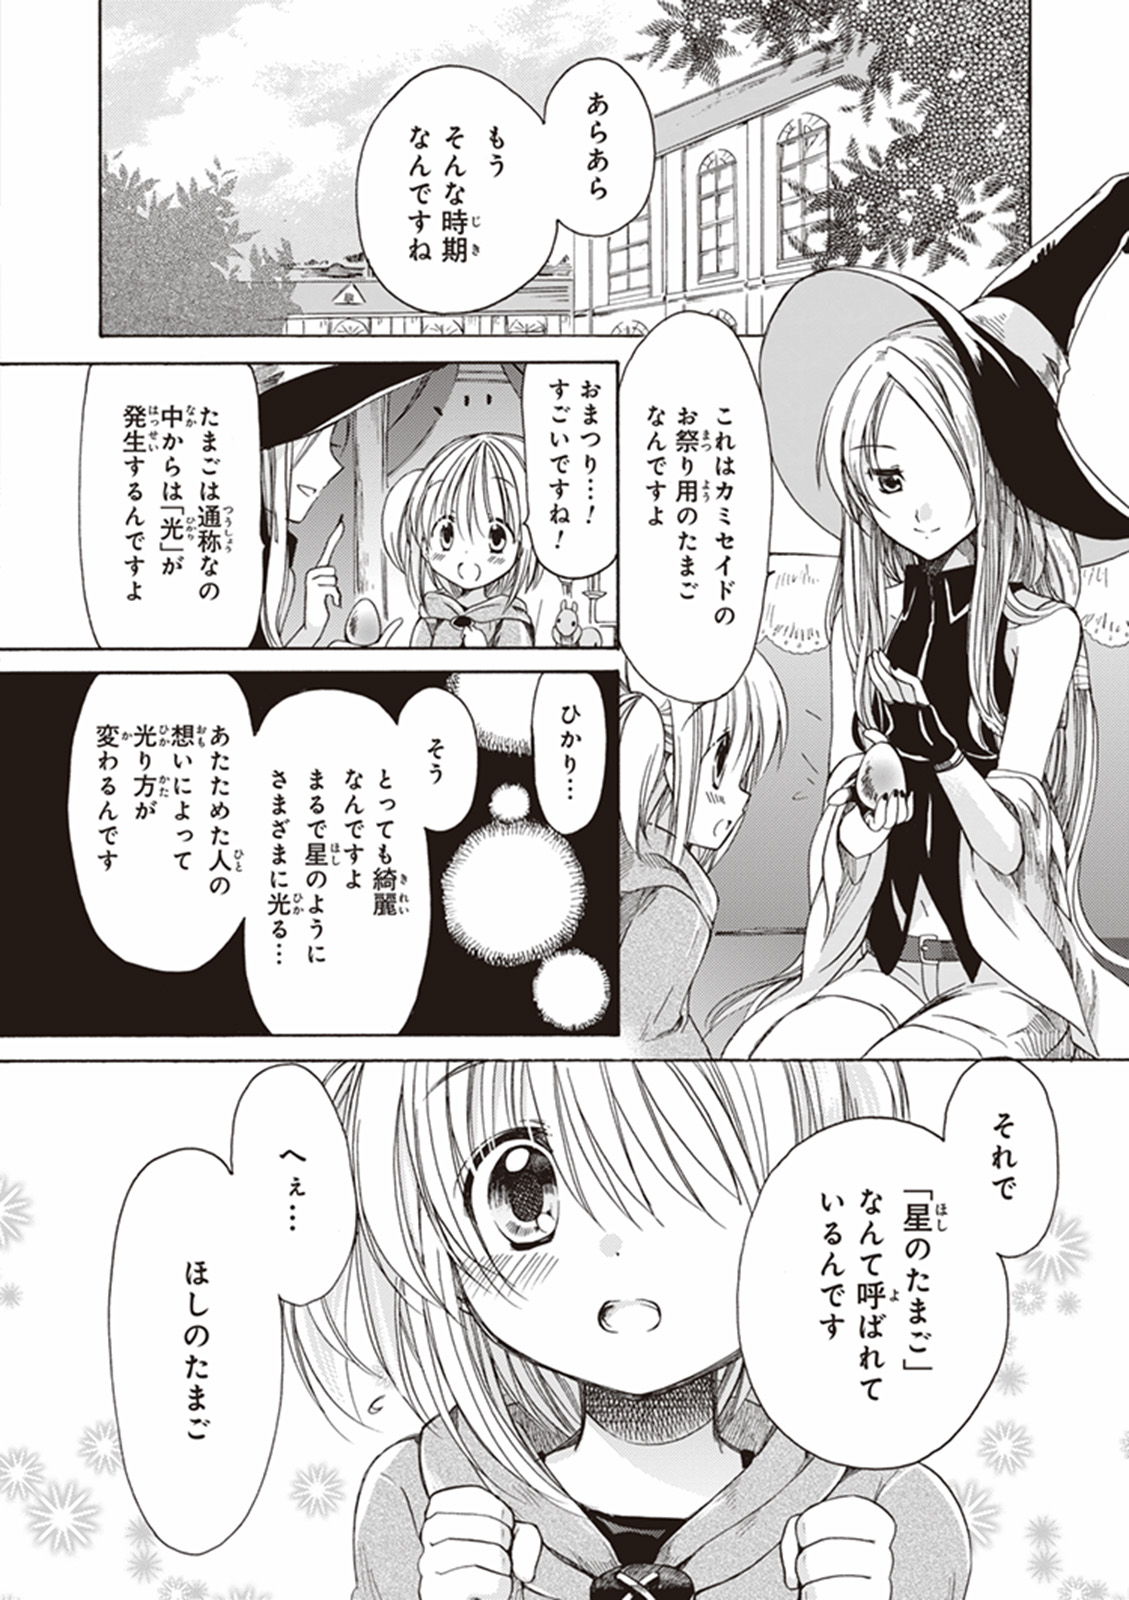 あらあら
もう
そんな時期
なんですね
これはカミセイドの
お祭り用のたまご
なんですよ
おまつり…！
すごいですね！
たまごは通称なの
中からは「光」が
発生するんですよ
ひかり…
そう
とっても綺麗
なんですよ
まるで星のように
さまざまに光る…
あたためた人の
想いによって
光り方が
変わるんです
それで
「星のたまご」
なんて呼ばれて
いるんです
へぇ…
ほしのたまご